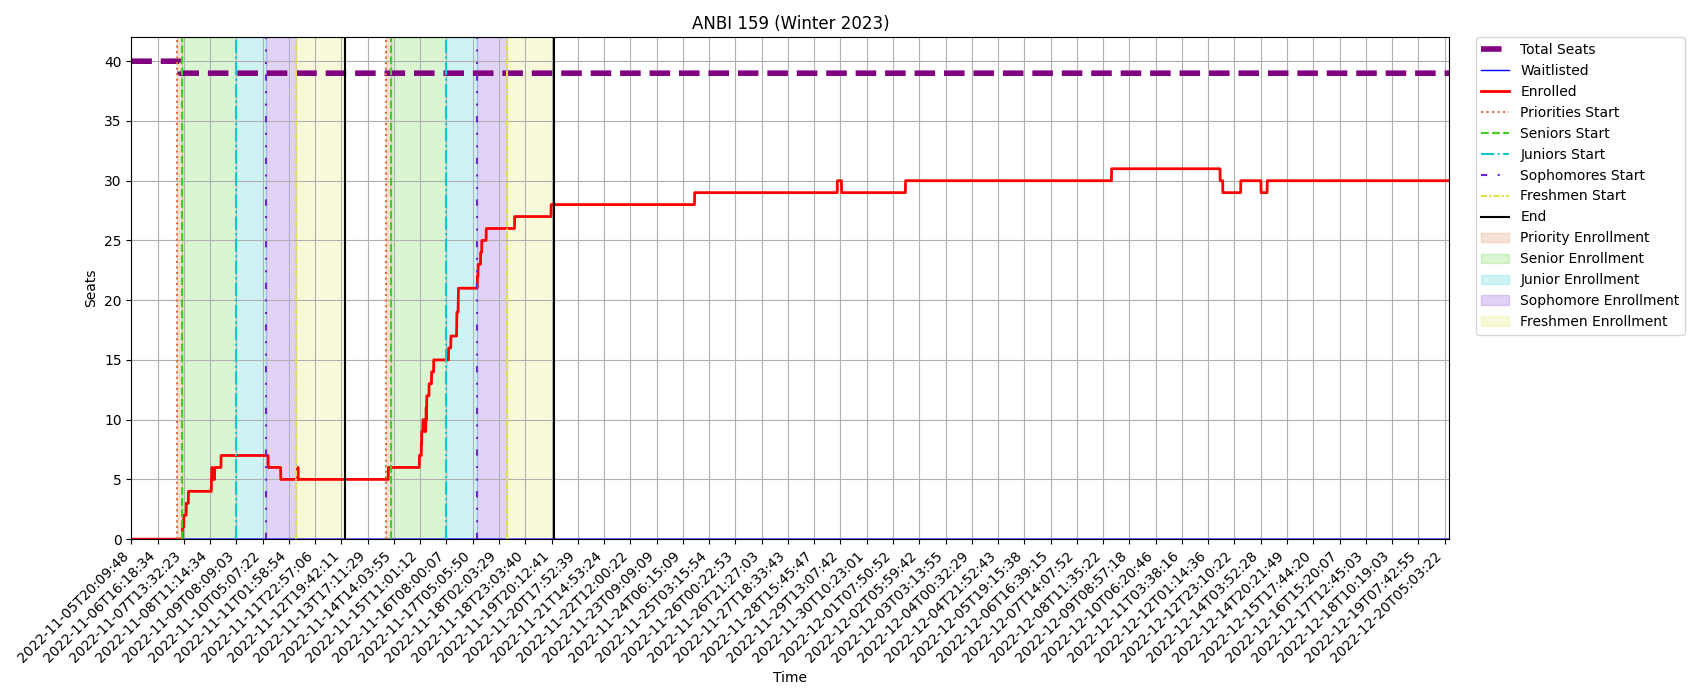 ANBI 159 (Winter 2023)
Seats
40
35
30
25
20
15
10
5
0
2022-11-05T20:09:48
2022-11-06T16:18:34
2022-11-07T13:32:23
2022-11-08T11:14:34
2022-11-09T08:09:03
2022-11-10T05:07:22
2022-11-11T01:58:54
2022-11-11T22:57:06
2022-11-12T19:42:11
2022-11-13T17:11:29
2022-11-14T14:03:55
2022-11-15T11:01:12
2022-11-16T08:00:07
2022-11-17T05:05:50
2022-11-18T02:03:29
2022-11-18T23:03:40
2022-11-19T20:12:41
2022-11-20T17:52:39
2022-11-21T14:53:24
2022-11-22T12:00:22
2022-11-23T09:09:09
2022-11-24T06:15:09
2022-11-25T03:15:54
2022-11-26T00:22:53
2022-11-26T21:27:03
2022-11-27T18:33:43
2022-11-28T15:45:47
2022-11-29T13:07:42
2022-11-30T10:23:01
2022-12-01T07:50:52
2022-12-02T05:59:42
2022-12-03T03:13:55
2022-12-04T00:32:29
2022-12-04T21:52:43
2022-12-05T19:15:38
2022-12-06T16:39:15
2022-12-07T14:07:52
2022-12-08T11:35:22
2022-12-09T08:57:18
2022-12-10T06:20:46
2022-12-11T03:38:16
2022-12-12T01:14:36
2022-12-12T23:10:22
2022-12-14T03:52:28
2022-12-14T20:21:49
2022-12-15T17:44:20
2022-12-16T15:20:07
2022-12-17T12:45:03
2022-12-18T10:19:03
2022-12-19T07:42:55
2022-12-20T05:03:22
Time
Total Seats
Waitlisted
Enrolled
Priorities Start
Seniors Start
Juniors Start
Sophomores Start
Freshmen Start
End
Priority Enrollment
Senior Enrollment
Junior Enrollment
Sophomore Enrollment
Freshmen Enrollment